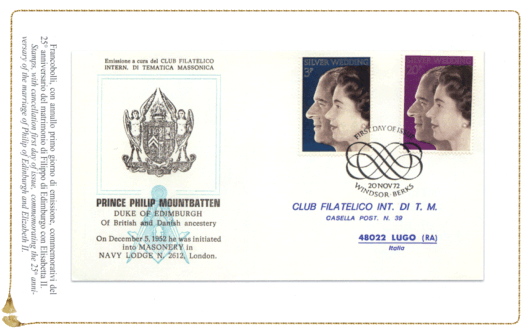 Francobolli, con annullo primo giorno di emissione, commemorativi del
25° anniversario del matrimonio di Filippo di Edimburgo con Elisabetta II.
Stamps, with cancellation first day of issue, commemorating the 25° anni-
versary of the marriage of Philip of Edinburgh and Elizabeth II.
Emissione a cura del CLUB FILATELICO
INTERN. DI TEMATICA MASSONICA
PRINCE PHILIP MOUNTBATTEN
DUKE OF EDIMBURGH
Of British and Danish ancestery
On December 5, 1952 he was initiated
into MASONERY in
NAVY LODGE N. 2612, London.
SILVER WEDDING
3P
SILVER WEDDING
20P
FIRST DAY OF ISSUE
20 NOV 72
WINDSOR · BERKS
CLUB FILATELICO INT. DI T. M.
CASELLA POST. N. 39
48022 LUGO (RA)
Italia